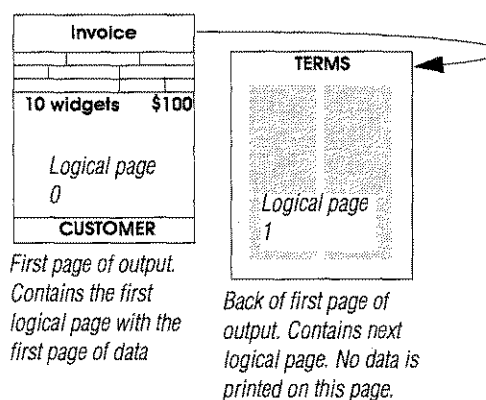 Invoice
10 widgets $100
Logical page
0
CUSTOMER
First page of output.
Contains the first
logical page with the
first page of data
TERMS
Logical page
1
Back of first page of
output. Contains next
logical page. No data is
printed on this page.